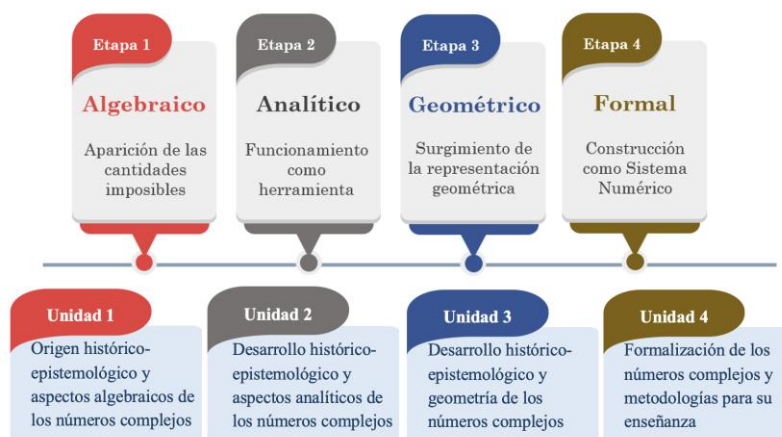 Etapa 1
Algebraico
Aparición de las
cantidades
imposibles
Etapa 2
Analítico
Funcionamiento
como
herramienta
Etapa 3
Geométrico
Surgimiento de
la representación
geométrica
Etapa 4
Formal
Construcción
como Sistema
Numérico
Unidad 1
Origen histórico-
epistemológico y
aspectos algebraicos de
los números complejos
Unidad 2
Desarrollo histórico-
epistemológico y
aspectos analíticos de
los números complejos
Unidad 3
Desarrollo histórico-
epistemológico y
geometría de los
números complejos
Unidad 4
Formalización de los
números complejos y
metodologías para su
enseñanza